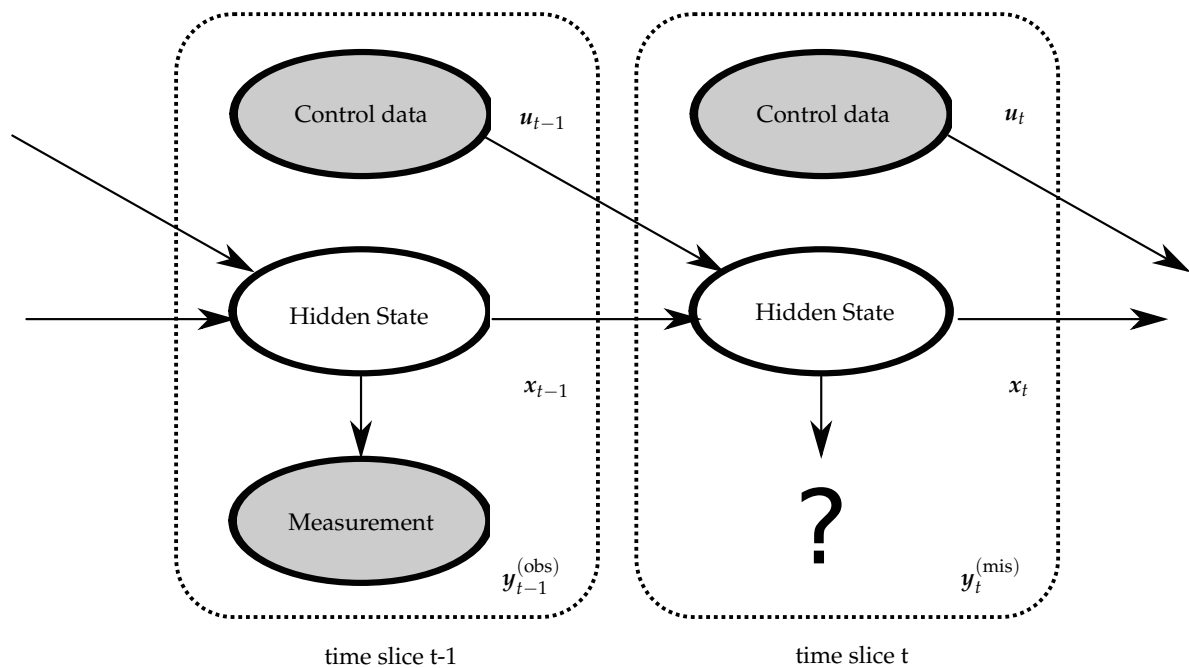 Control data
u_{t−1}
Hidden State
x_{t−1}
Measurement
y_{t−1}^{(obs)}
time slice t-1
Control data
u_t
Hidden State
x_t
?
y_t^{(mis)}
time slice t